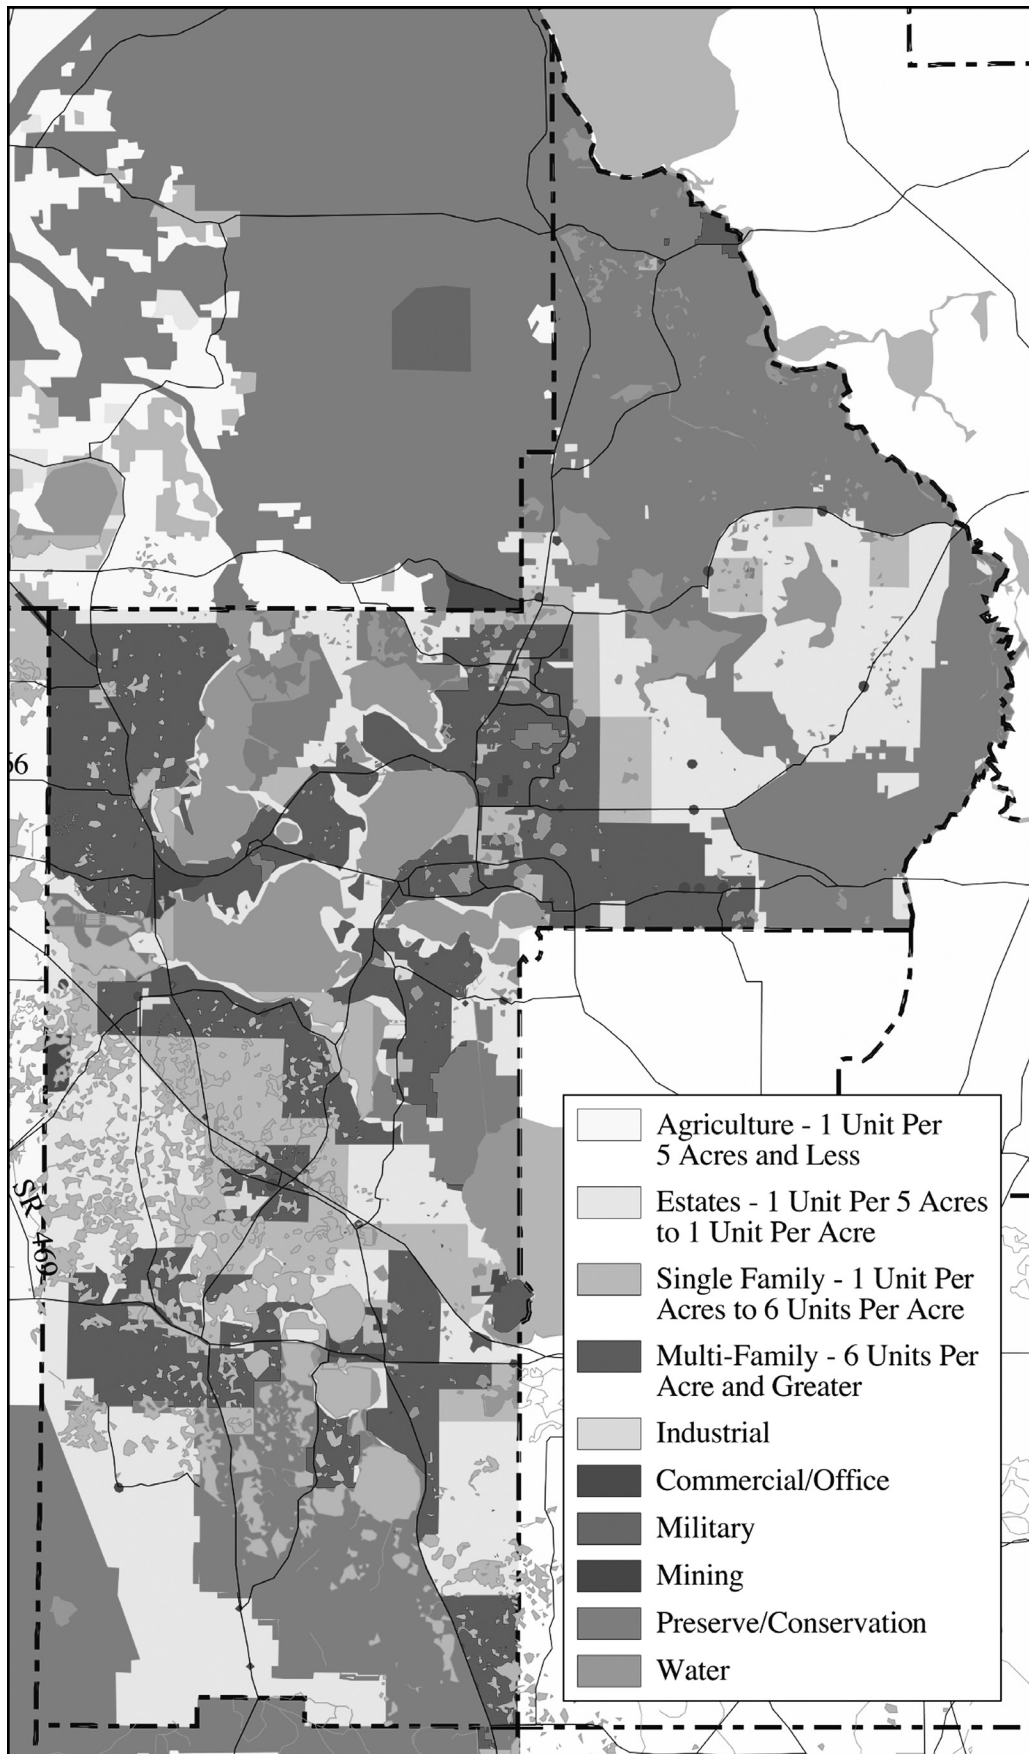 56
SR 469
Agriculture - 1 Unit Per
5 Acres and Less
Estates - 1 Unit Per 5 Acres
to 1 Unit Per Acre
Single Family - 1 Unit Per
Acres to 6 Units Per Acre
Multi-Family - 6 Units Per
Acre and Greater
Industrial
Commercial/Office
Military
Mining
Preserve/Conservation
Water